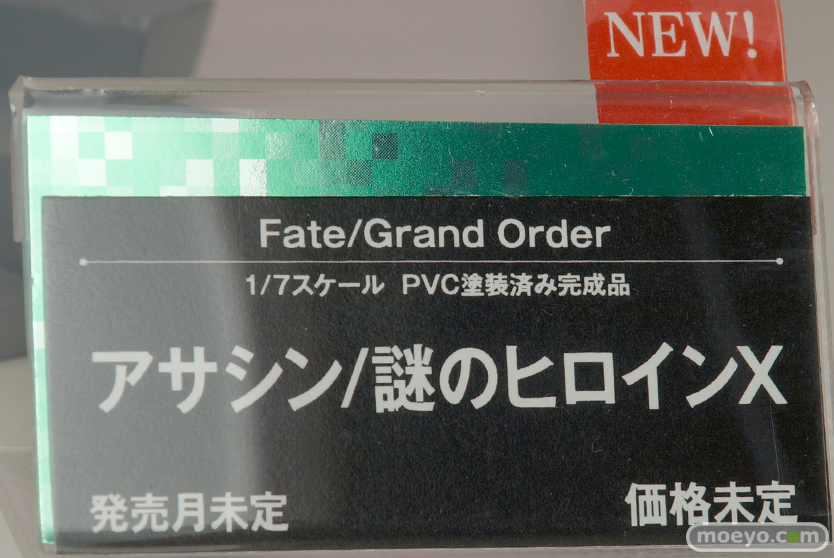 NEW!
Fate/Grand Order
1/7スケール PVC塗装済み完成品
アサシン/謎のヒロインX
発売月未定
価格未定
moeyo.com